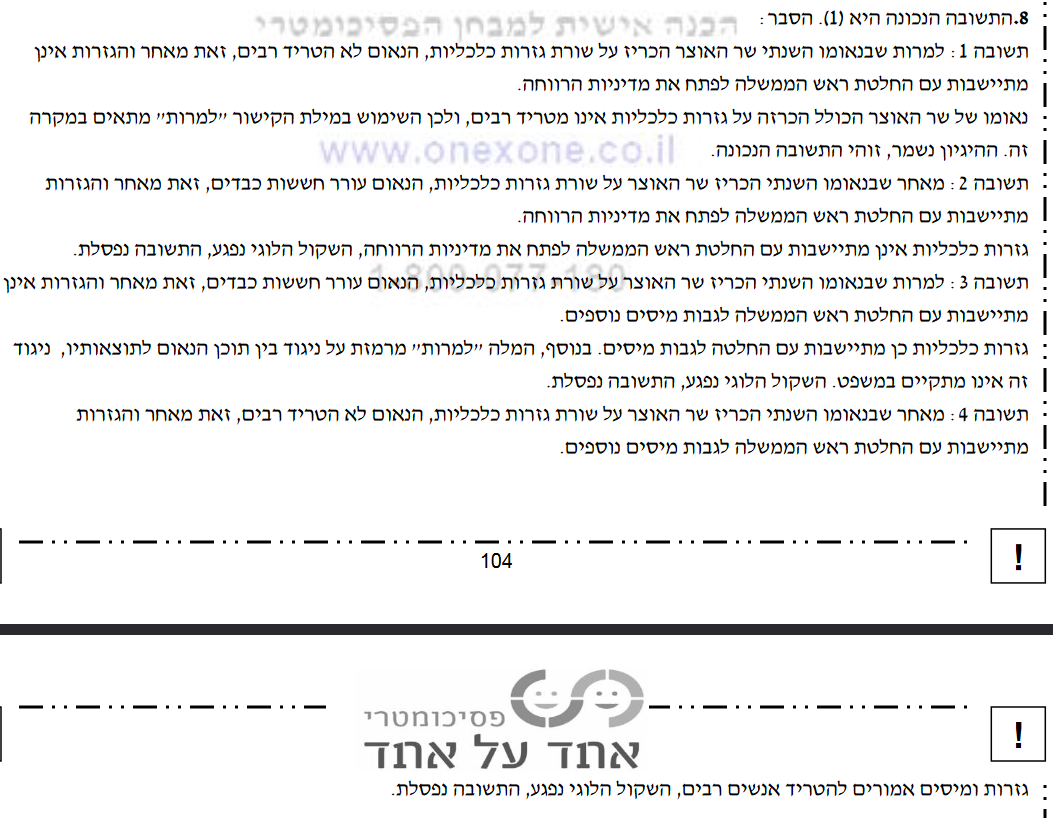 הכנה אישית למבחן הפסיכומטרי
8.התשובה הנכונה היא (1). הסבר:
תשובה 1: למרות שבנאומו השנתי שר האוצר הכריז על שורת גזרות כלכליות, הנאום לא הטריד רבים, זאת מאחר והגזרות אינן
מתיישבות עם החלטת ראש הממשלה לפתח את מדיניות הרווחה.
נאומו של שר האוצר הכולל הכרזה על גזרות כלכליות אינו מטריד רבים, ולכן השימוש במילת הקישור "למרות" מתאים במקרה
זה. ההיגיון נשמר, זוהי התשובה הנכונה.
www.onexone.co.il
תשובה 2: מאחר שבנאומו השנתי הכריז שר האוצר על שורת גזרות כלכליות, הנאום עורר חששות כבדים, זאת מאחר והגזרות
מתיישבות עם החלטת ראש הממשלה לפתח את מדיניות הרווחה.
גזרות כלכליות אינן מתיישבות עם החלטת ראש הממשלה לפתח את מדיניות הרווחה, השקול הלוגי נפגע, התשובה נפסלת.
1-800-077-180
תשובה 3: למרות שבנאומו השנתי הכריז שר האוצר על שורת גזרות כלכליות, הנאום עורר חששות כבדים, זאת מאחר והגזרות אינן
מתיישבות עם החלטת ראש הממשלה לגבות מיסים נוספים.
גזרות כלכליות כן מתיישבות עם החלטה לגבות מיסים. בנוסף, המלה "למרות" מרמזת על ניגוד בין תוכן הנאום לתוצאותיו, ניגוד
זה אינו מתקיים במשפט. השקול הלוגי נפגע, התשובה נפסלת.
תשובה 4: מאחר שבנאומו השנתי הכריז שר האוצר על שורת גזרות כלכליות, הנאום לא הטריד רבים, זאת מאחר והגזרות
מתיישבות עם החלטת ראש הממשלה לגבות מיסים נוספים.
!
104
!
פסיכומטרי
אחד על אחד
גזרות ומיסים אמורים להטריד אנשים רבים, השקול הלוגי נפגע, התשובה נפסלת.